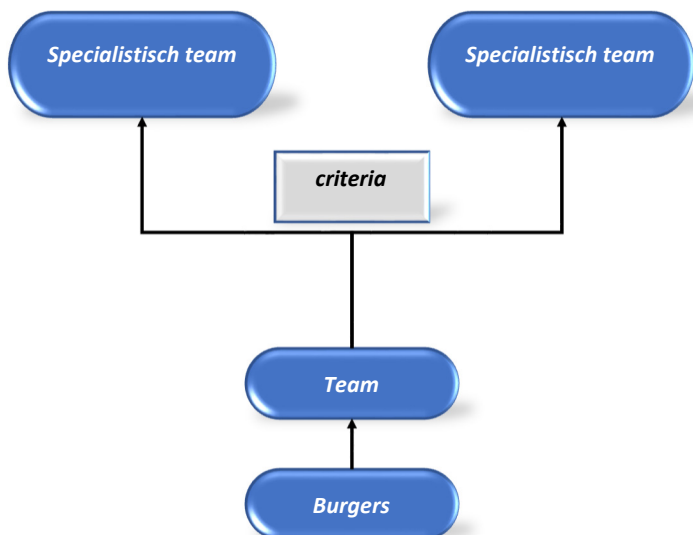 Specialistisch team
Specialistisch team
criteria
Team
Burgers